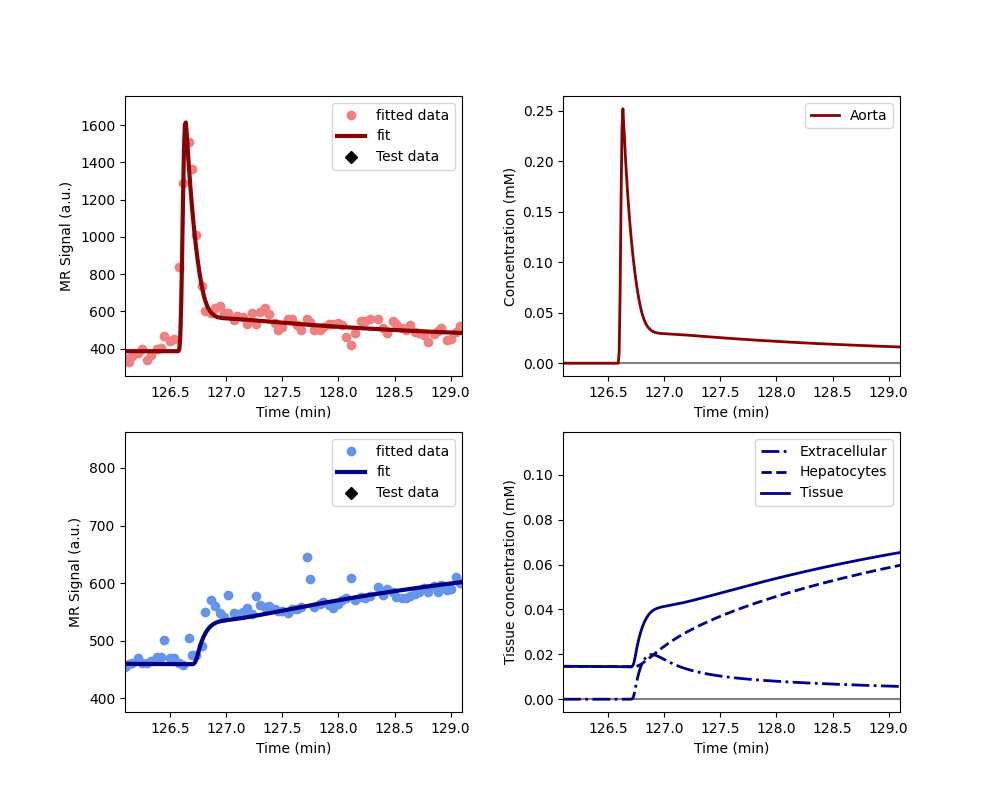 1600
1400
1200
1000
800
600
400
MR Signal (a.u.)
fitted data
fit
Test data
126.5 127.0 127.5 128.0 128.5 129.0
Time (min)
0.25
0.20
0.15
0.10
0.05
0.00
Concentration (mM)
Aorta
126.5 127.0 127.5 128.0 128.5 129.0
Time (min)
800
700
600
500
400
MR Signal (a.u.)
fitted data
fit
Test data
126.5 127.0 127.5 128.0 128.5 129.0
Time (min)
0.10
0.08
0.06
0.04
0.02
0.00
Tissue concentration (mM)
Extracellular
Hepatocytes
Tissue
126.5 127.0 127.5 128.0 128.5 129.0
Time (min)